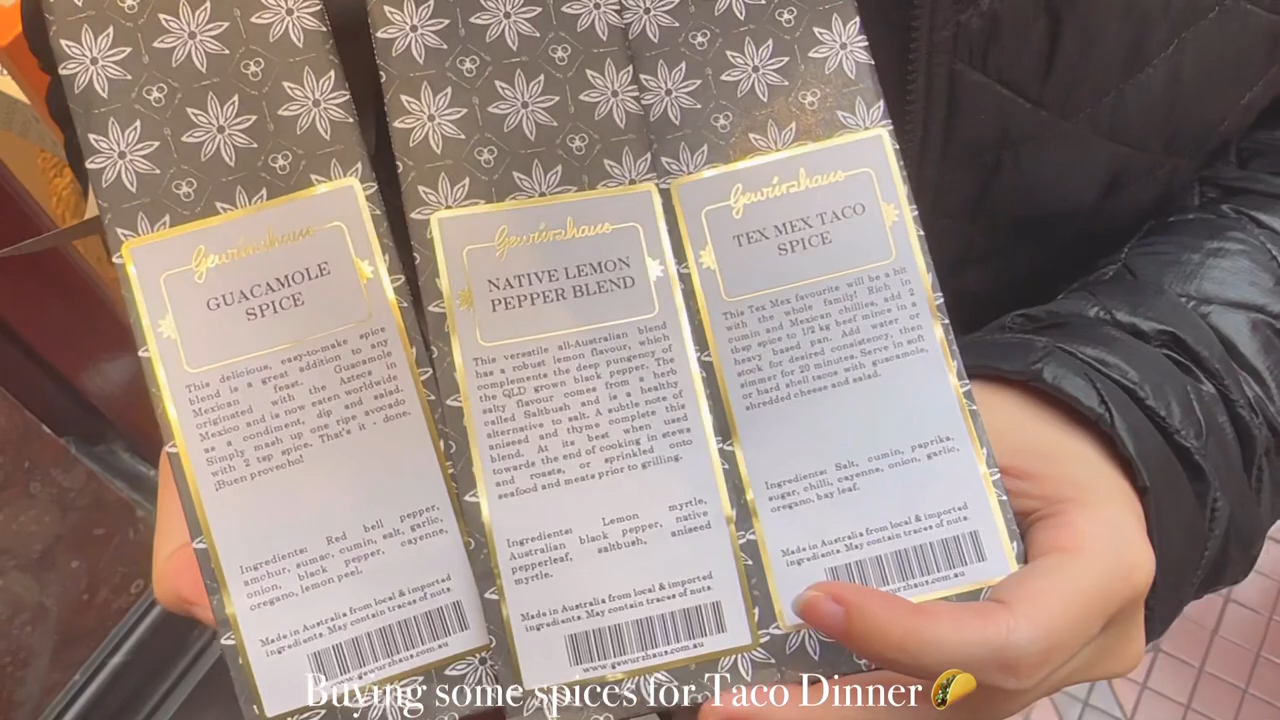 Gewürzhaus
GUACAMOLE
SPICE
This delicious, easy-to-make spice
blend is a great addition to any
Mexican feast. Guacamole
originated with the Aztecs in
Mexico and is now eaten worldwide
as a condiment, dip and salad.
Simply mash up one ripe avocado
with 2 tsp spice. That's it - done.
¡Buen provecho!
Ingredients: Red bell pepper,
amchur, sumac, cumin, salt, garlic,
onion, black pepper, cayenne,
oregano, lemon peel.
Made in Australia from local & imported
ingredients. May contain traces of nuts.
www.gewurzhaus.com.au
Gewürzhaus
NATIVE LEMON
PEPPER BLEND
This versatile all-Australian blend
has a robust lemon flavour, which
complements the deep pungency of
the QLD grown black pepper. The
salty flavour comes from a herb
called Saltbush and is a healthy
alternative to salt. A subtle note of
aniseed and thyme complete this
blend. At its best when used
towards the end of cooking in stews
and roasts, or sprinkled onto
seafood and meats prior to grilling.
Ingredients: Lemon myrtle,
Australian black pepper, native
pepperleaf, saltbush, aniseed
myrtle.
Made in Australia from local & imported
ingredients. May contain traces of nuts.
www.gewurzhaus.com.au
Gewürzhaus
TEX MEX TACO
SPICE
This Tex Mex favourite will be a hit
with the whole family! Rich in
cumin and Mexican chillies, add 2
tbsp spice to 1/2 kg beef mince in a
heavy based pan. Add water or
stock for desired consistency, then
simmer for 20 minutes. Serve in soft
or hard shell tacos with guacamole,
shredded cheese and salad.
Ingredients: Salt, cumin, paprika,
sugar, chilli, cayenne, onion, garlic,
oregano, bay leaf.
Made in Australia from local & imported
ingredients. May contain traces of nuts.
haus.com.au
Buying some spices for Taco Dinner 🌮